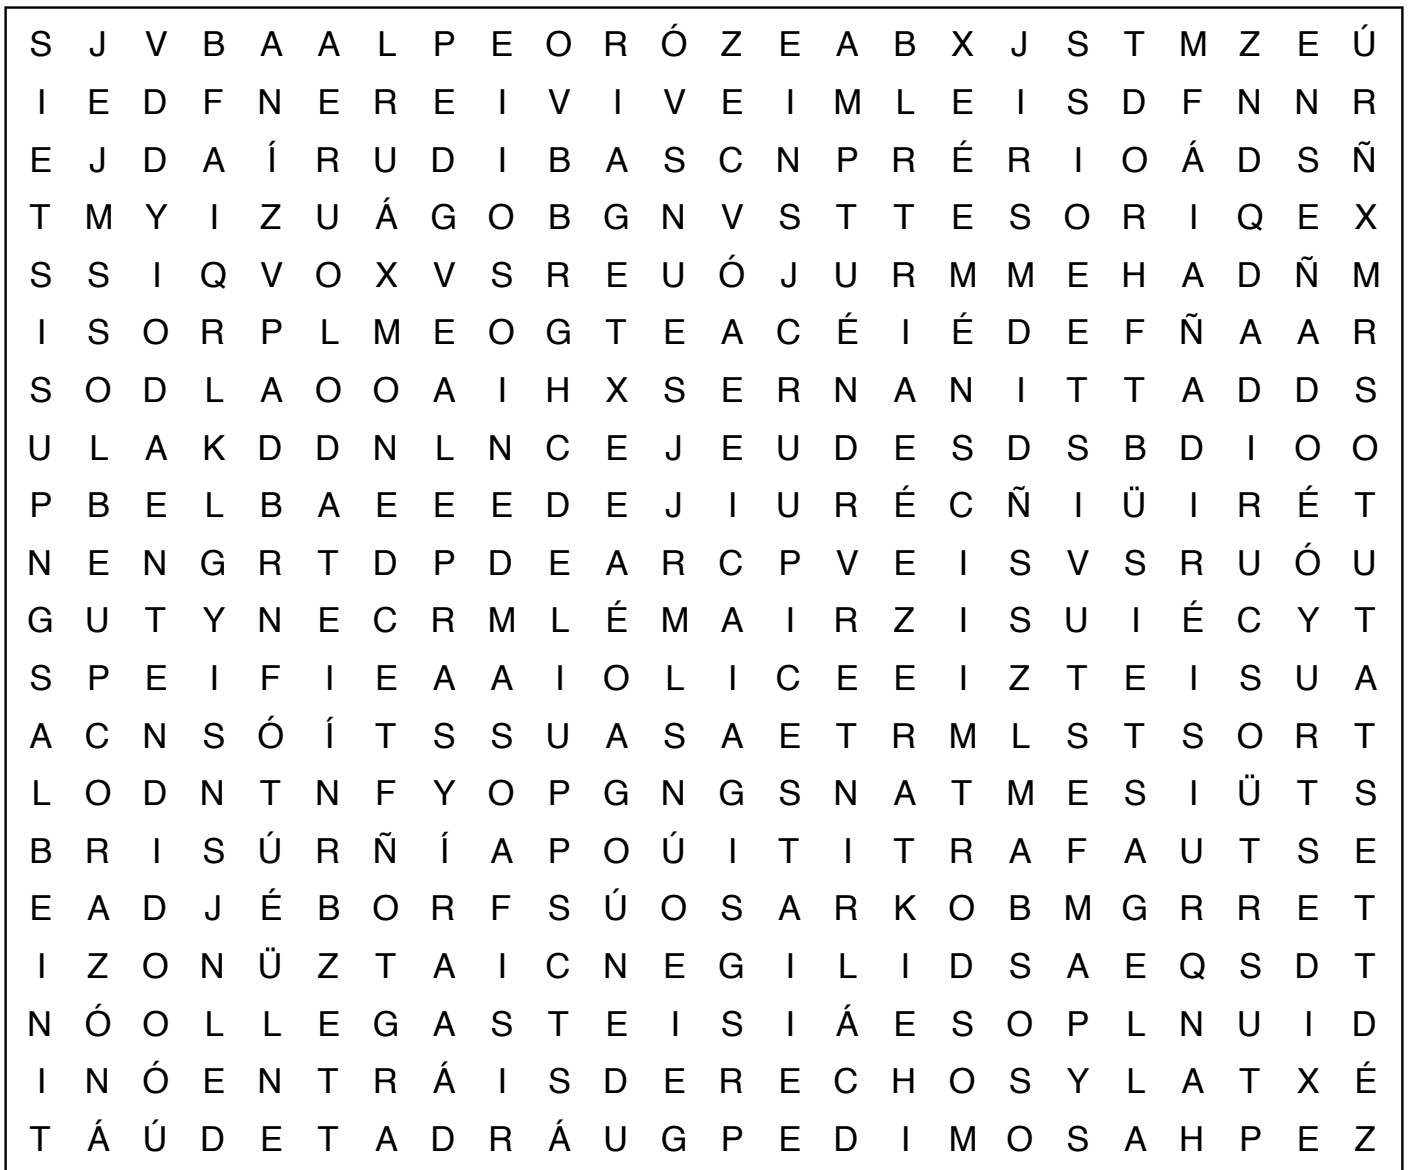 S J V B A A L P E O R Ó Z E A B X J S T M Z E Ú
I E D F N E R E I V I V E I M L E I S D F N N R
E J D A Í R U D I B A S C N P R É R I O Á D S Ñ
T M Y I Z U Á G O B G N V S T T E S O R I Q E X
S S I Q V O X V S R E U Ó J U R M M E H A D Ñ M
I S O R P L M E O G T E A C É I É D E F Ñ A A R
S O D L A O O A I H X S E R N A N I T T A D D S
U L A K D D N L N C E J E U D E S D S B D I O O
P B E L B A E E E D E J I U R É C Ñ I Ü I R É T
N E N G R T D P D E A R C P V E I S V S R U Ó U
G U T Y N E C R M L É M A I R Z I S U I É C Y T
S P E I F I E A A I O L I C E E I Z T E I S U A
A C N S Ó Í T S S U A S A E T R M L S T S O R T
L O D N T N F Y O P G N G S N A T M E S I Ü T S
B R I S Ú R Ñ Í A P O Ú I T I T R A F A U T S E
E A D J É B O R F S Ú O S A R K O B M G R R E T
I Z O N Ü Z T A I C N E G I L I D S A E Q S D T
N Ó O L L E G A S T E I S I Á E S O P L N U I D
I N Ó E N T R Á I S D E R E C H O S Y L A T X É
T Á Ú D E T A D R Á U G P E D I M O S A H P E Z